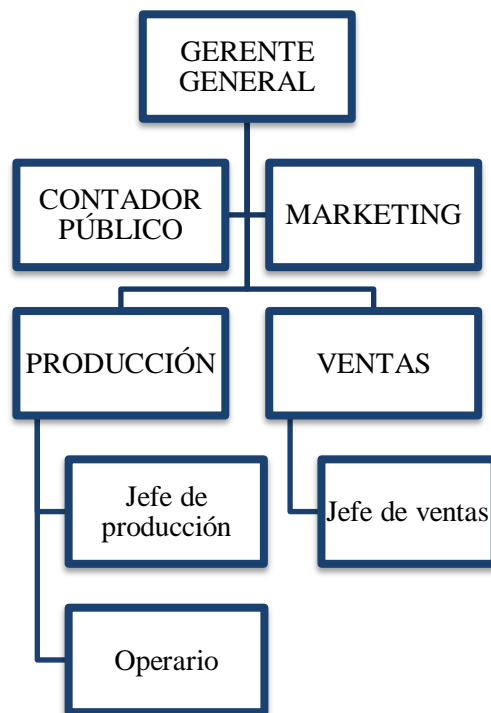 GERENTE
GENERAL
CONTADOR
PÚBLICO
MARKETING
PRODUCCIÓN
VENTAS
Jefe de
producción
Jefe de ventas
Operario